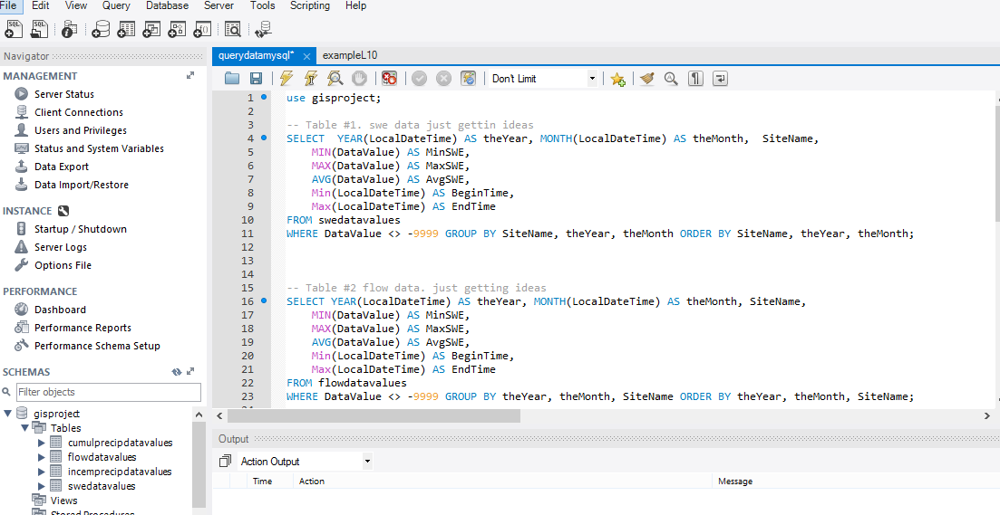 File Edit View Query Database Server Tools Scripting Help
Navigator
MANAGEMENT
Server Status
Client Connections
Users and Privileges
Status and System Variables
Data Export
Data Import/Restore
INSTANCE
Startup / Shutdown
Server Logs
Options File
PERFORMANCE
Dashboard
Performance Reports
Performance Schema Setup
SCHEMAS
Filter objects
gisproject
Tables
cumulprecipdatavalues
flowdatavalues
incemprecipdatavalues
swedatavalues
Views
Stored Procedures
querydatamysql* exampleL10
Don't Limit
1 use gisproject;
2
3 -- Table #1. swe data just gettin ideas
4 SELECT  YEAR(LocalDateTime) AS theYear, MONTH(LocalDateTime) AS theMonth,  SiteName,
5 MIN(DataValue) AS MinSWE,
6 MAX(DataValue) AS MaxSWE,
7 AVG(DataValue) AS AvgSWE,
8 Min(LocalDateTime) AS BeginTime,
9 Max(LocalDateTime) AS EndTime
10 FROM swedatavalues
11 WHERE DataValue <> -9999 GROUP BY SiteName, theYear, theMonth ORDER BY SiteName, theYear, theMonth;
12
13
14
15 -- Table #2 flow data. just getting ideas
16 SELECT YEAR(LocalDateTime) AS theYear, MONTH(LocalDateTime) AS theMonth, SiteName,
17 MIN(DataValue) AS MinSWE,
18 MAX(DataValue) AS MaxSWE,
19 AVG(DataValue) AS AvgSWE,
20 Min(LocalDateTime) AS BeginTime,
21 Max(LocalDateTime) AS EndTime
22 FROM flowdatavalues
23 WHERE DataValue <> -9999 GROUP BY theYear, theMonth, SiteName ORDER BY theYear, theMonth, SiteName;
Output
Action Output
Time Action Message